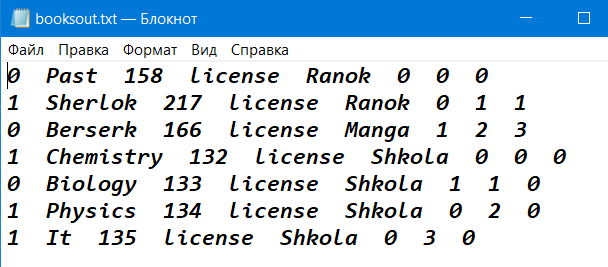 booksout.txt — Блокнот
Файл Правка Формат Вид Справка
0 Past 158 license Ranok 0 0 0
1 Sherlok 217 license Ranok 0 1 1
0 Berserk 166 license Manga 1 2 3
1 Chemistry 132 license Shkola 0 0 0
0 Biology 133 license Shkola 1 1 0
1 Physics 134 license Shkola 0 2 0
1 It 135 license Shkola 0 3 0